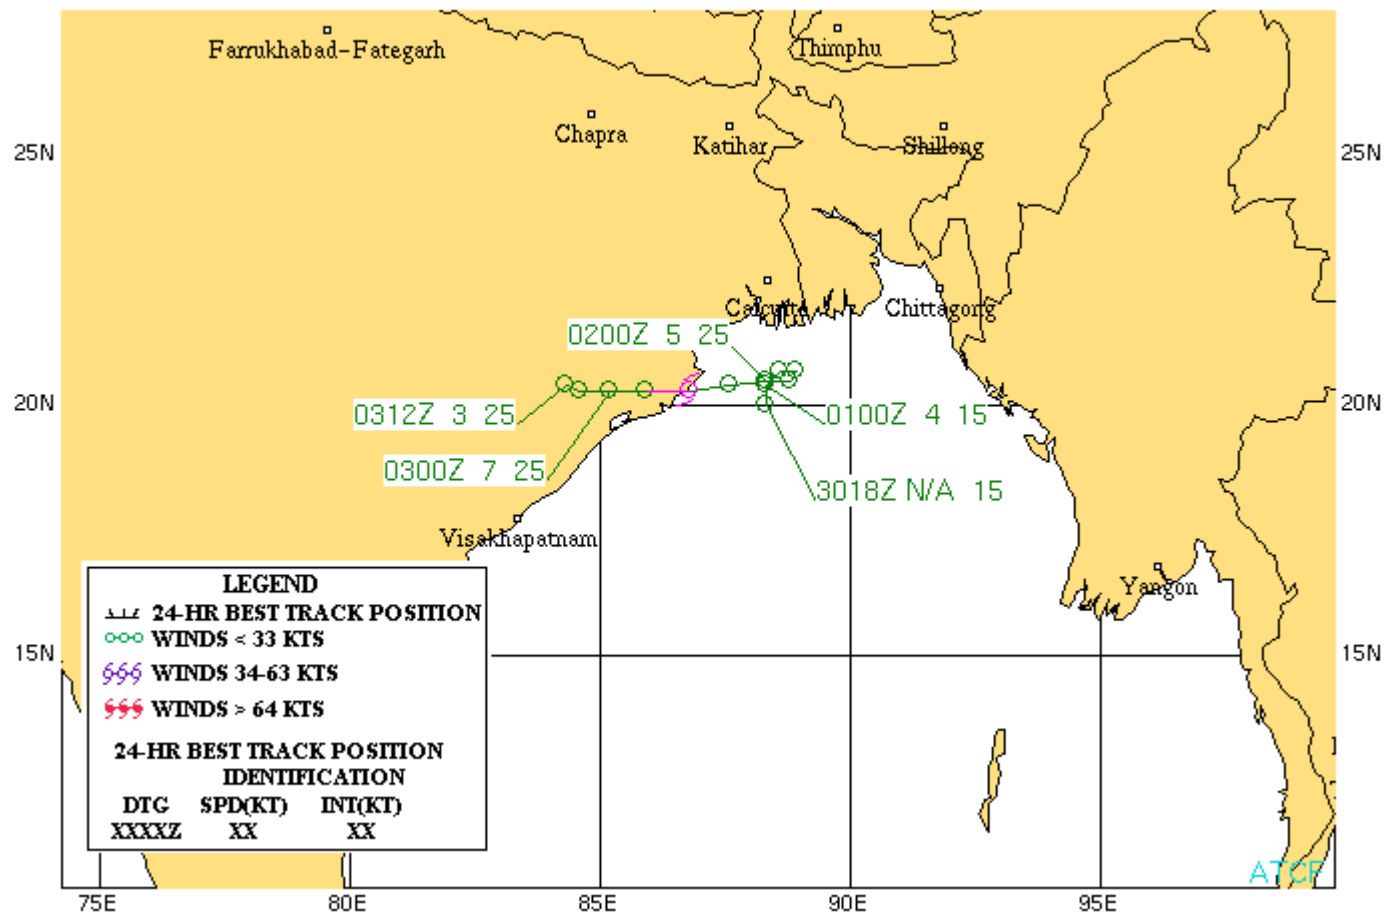 Farrukhabad-Fategarh
Thimphu
Chapra
Katihar
Shillong
25N
25N
Calcutta
Chittagong
0200Z 5 25
20N
20N
0312Z 3 25
0100Z 4 15
0300Z 7 25
3018Z N/A 15
Visakhapatnam
Yangon
LEGEND
24-HR BEST TRACK POSITION
WINDS < 33 KTS
WINDS 34-63 KTS
WINDS > 64 KTS
24-HR BEST TRACK POSITION
IDENTIFICATION
DTG SPD(KT) INT(KT)
XXXXZ XX XX
15N
15N
ATCF
75E 80E 85E 90E 95E